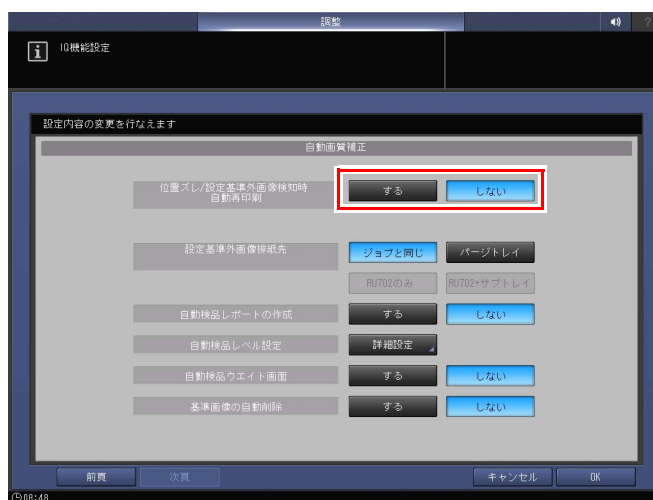 調整
?
i IQ機能設定
設定内容の変更を行なえます
自動画質補正
位置ズレ/設定基準外画像検知時
自動再印刷
する しない
設定基準外画像排紙先 ジョブと同じ パージトレイ
RU702のみ RU702+サブトレイ
自動検品レポートの作成 する しない
自動検品レベル設定 詳細設定
自動検品ウエイト画面 する しない
基準画像の自動削除 する しない
前頁 次頁 キャンセル OK
08:48